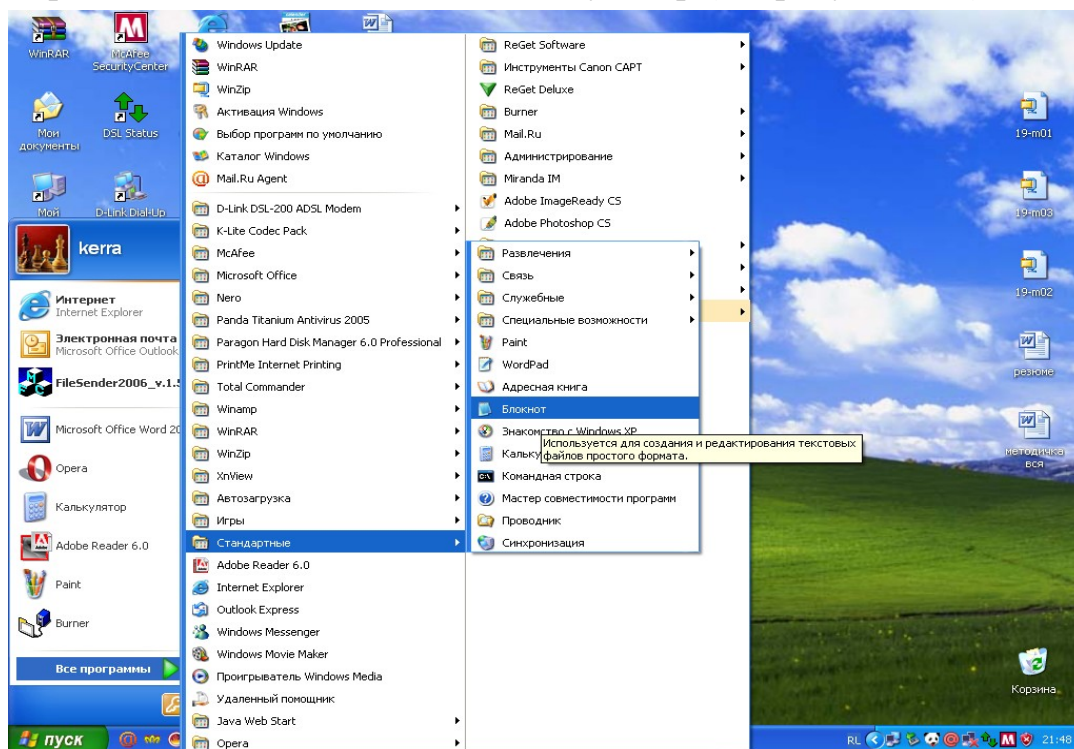 WinRAR
McAfee
SecurityCenter
Мои
документы
DSL Status
Мой
D-Link Dial-Up
kerra
Интернет
Internet Explorer
Электронная почта
Microsoft Office Outlook
FileSender2006_v.1.5
Microsoft Office Word 20
Opera
Калькулятор
Adobe Reader 6.0
Paint
Burner
Все программы
Windows Update
WinRAR
WinZip
Активация Windows
Выбор программ по умолчанию
Каталог Windows
Mail.Ru Agent
D-Link DSL-200 ADSL Modem
K-Lite Codec Pack
McAfee
Microsoft Office
Nero
Panda Titanium Antivirus 2005
Paragon Hard Disk Manager 6.0 Professional
PrintMe Internet Printing
Total Commander
Winamp
WinRAR
WinZip
XnView
Автозагрузка
Игры
Стандартные
Adobe Reader 6.0
Internet Explorer
Outlook Express
Windows Messenger
Windows Movie Maker
Проигрыватель Windows Media
Удаленный помощник
Java Web Start
Opera
ReGet Software
Инструменты Canon CAPT
ReGet Deluxe
Burner
Mail.Ru
Администрирование
Miranda IM
Adobe ImageReady CS
Adobe Photoshop CS
Развлечения
Связь
Служебные
Специальные возможности
Paint
WordPad
Адресная книга
Блокнот
Знакомство с Windows XP
Используется для создания и редактирования текстовых
файлов простого формата.
Кальку
Командная строка
Мастер совместимости программ
Проводник
Синхронизация
19-m01
19-m03
19-m02
резюме
методичка
вся
Корзина
пуск
RL
21:48